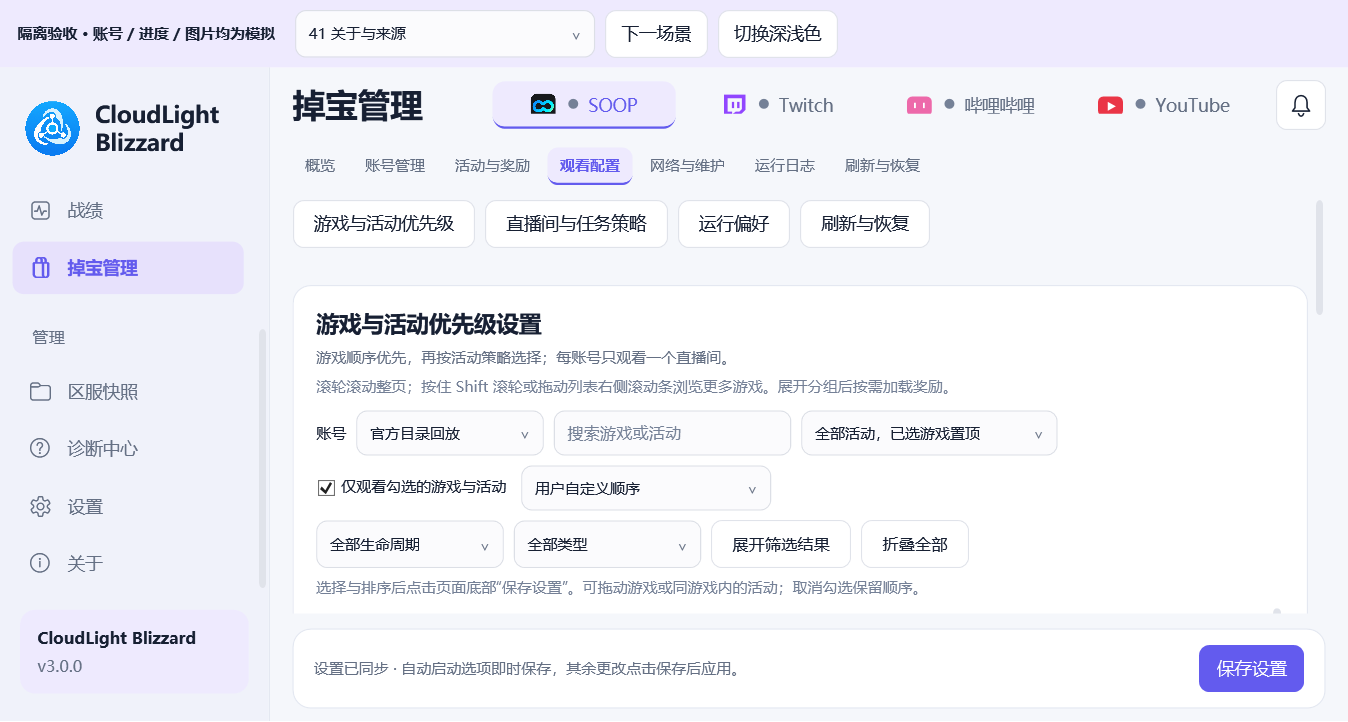 隔离验收 • 账号 / 进度 / 图片均为模拟
41 关于与来源
下一场景
切换深浅色
CloudLight
Blizzard
战绩
掉宝管理
管理
区服快照
诊断中心
设置
关于
CloudLight Blizzard
v3.0.0
掉宝管理
SOOP
Twitch
哔哩哔哩
YouTube
概览
账号管理
活动与奖励
观看配置
网络与维护
运行日志
刷新与恢复
游戏与活动优先级
直播间与任务策略
运行偏好
刷新与恢复
游戏与活动优先级设置
游戏顺序优先，再按活动策略选择；每账号只观看一个直播间。
滚轮滚动整页；按住 Shift 滚轮或拖动列表右侧滚动条浏览更多游戏。展开分组后按需加载奖励。
账号
官方目录回放
搜索游戏或活动
全部活动，已选游戏置顶
仅观看勾选的游戏与活动
用户自定义顺序
全部生命周期
全部类型
展开筛选结果
折叠全部
选择与排序后点击页面底部“保存设置”。可拖动游戏或同游戏内的活动；取消勾选保留顺序。
设置已同步 · 自动启动选项即时保存，其余更改点击保存后应用。
保存设置